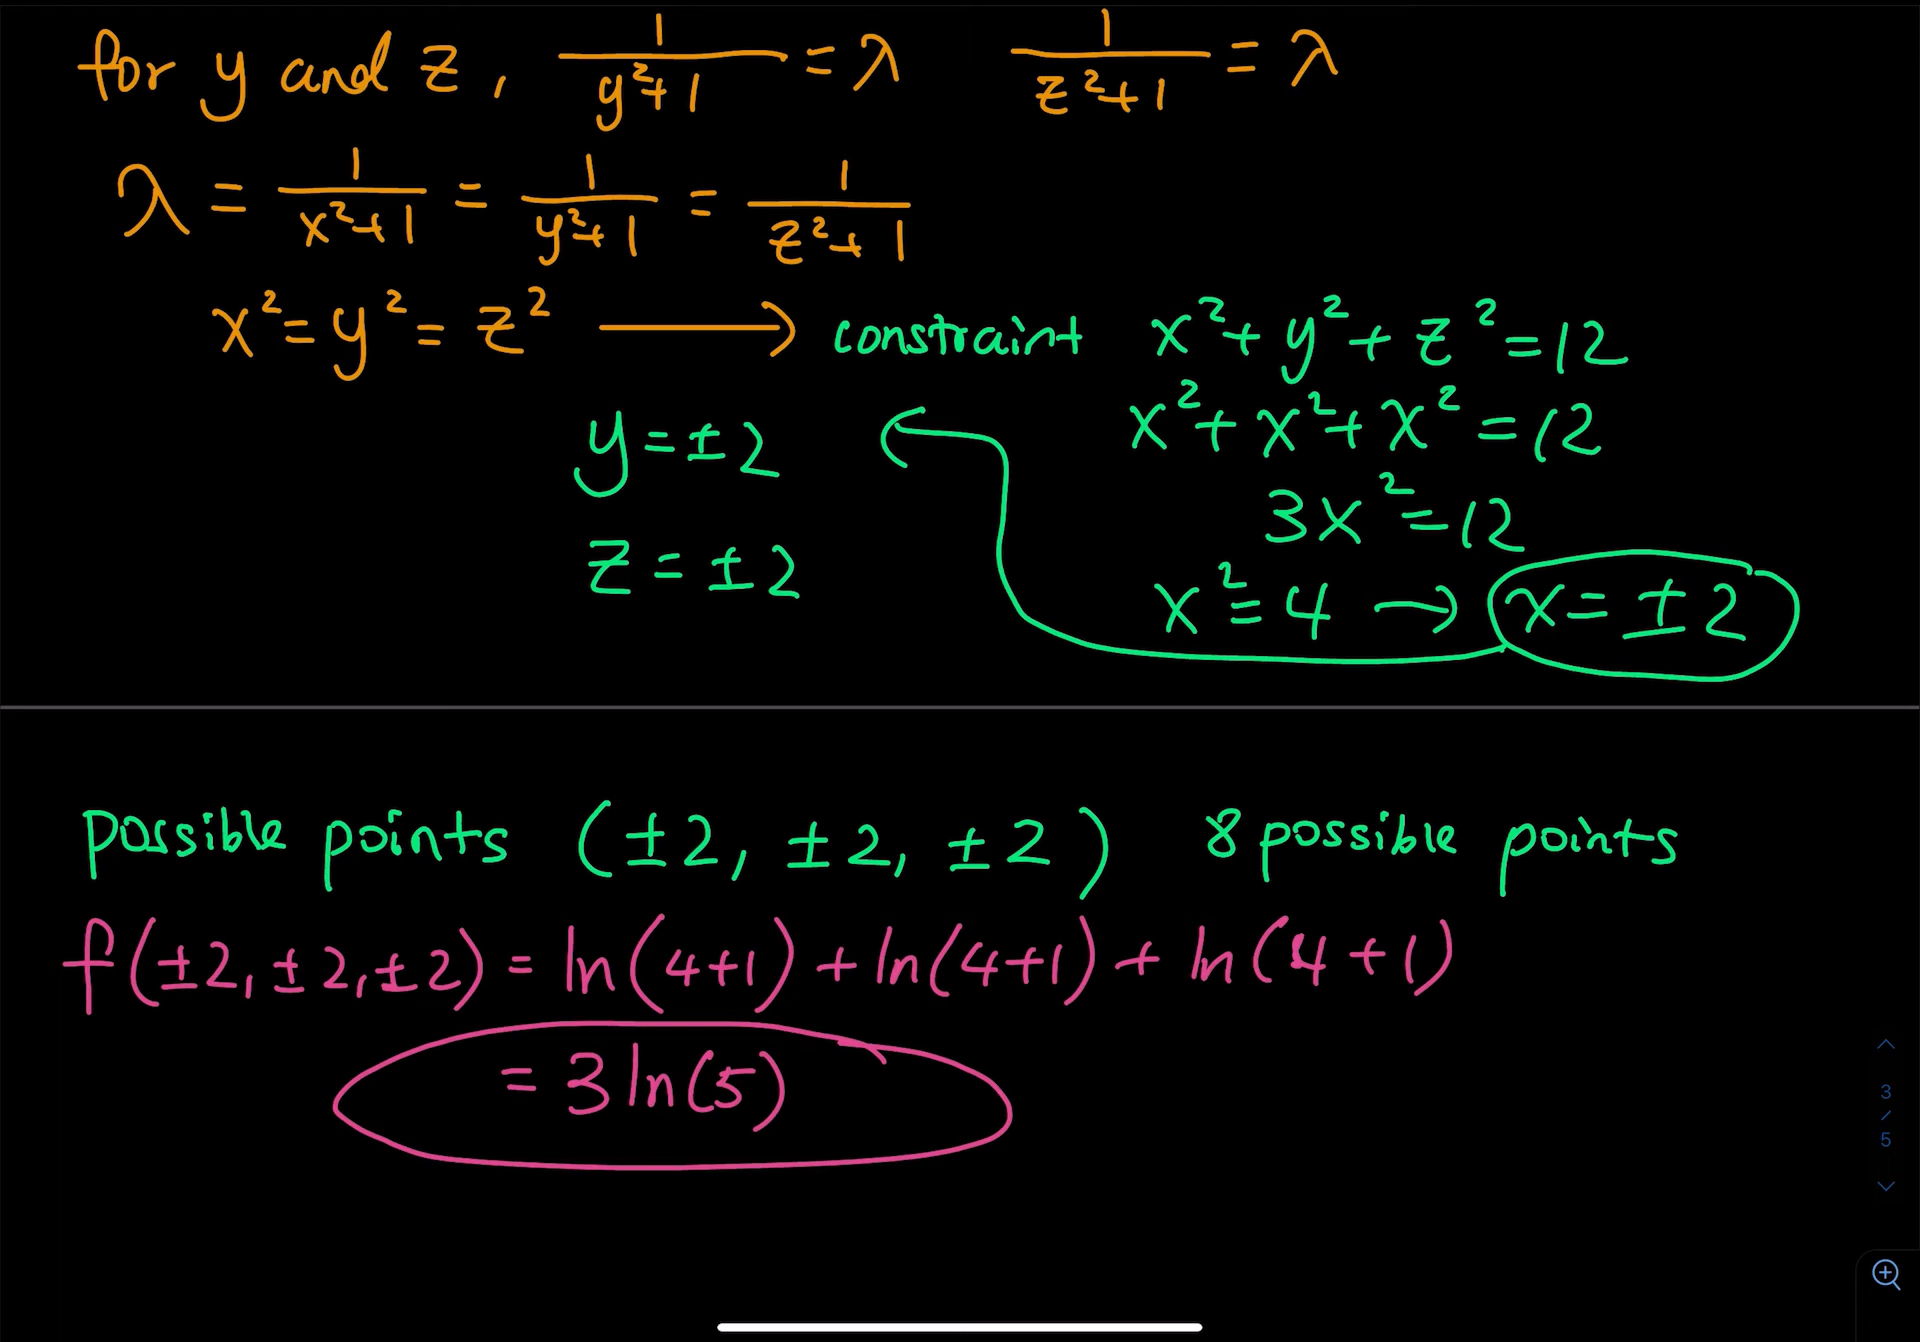 for y and z, 1/(y²+1) = λ 1/(z²+1) = λ
λ = 1/(x²+1) = 1/(y²+1) = 1/(z²+1)
x² = y² = z² → constraint x² + y² + z² = 12
x² + x² + x² = 12
3x² = 12
x² = 4 → x = ±2
y = ±2
z = ±2
possible points (±2, ±2, ±2) 8 possible points
f(±2, ±2, ±2) = ln(4+1) + ln(4+1) + ln(4+1)
= 3 ln(5)
3
/
5